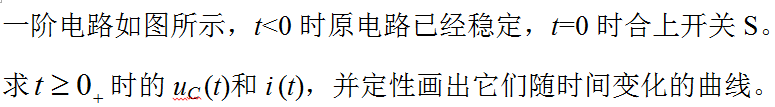 一阶电路如图所示，t<0 时原电路已经稳定，t=0 时合上开关 S。
求 t ≥ 0₊ 时的 u_C(t)和 i (t)，并定性画出它们随时间变化的曲线。